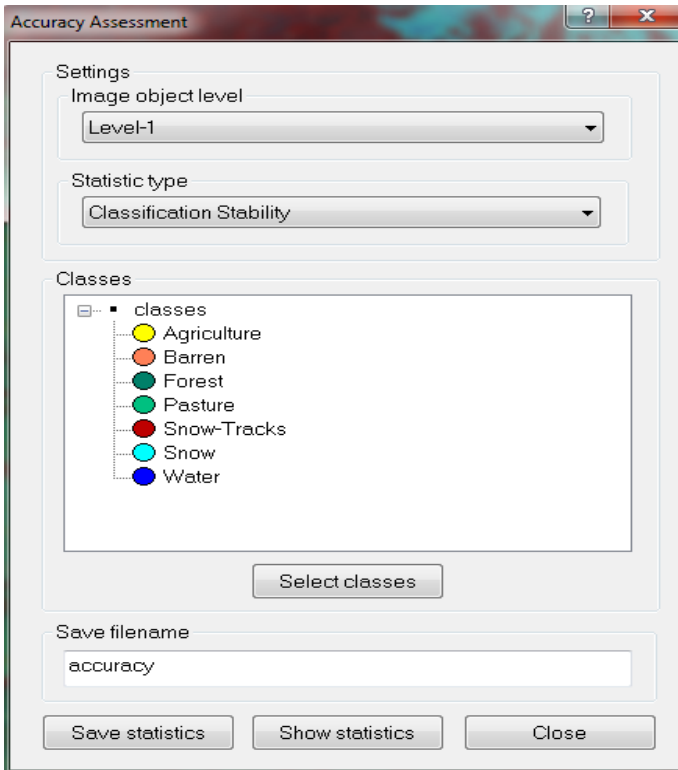 Accuracy Assessment
?
x
Settings
Image object level
Level-1
Statistic type
Classification Stability
Classes
classes
Agriculture
Barren
Forest
Pasture
Snow-Tracks
Snow
Water
Select classes
Save filename
accuracy
Save statistics Show statistics Close